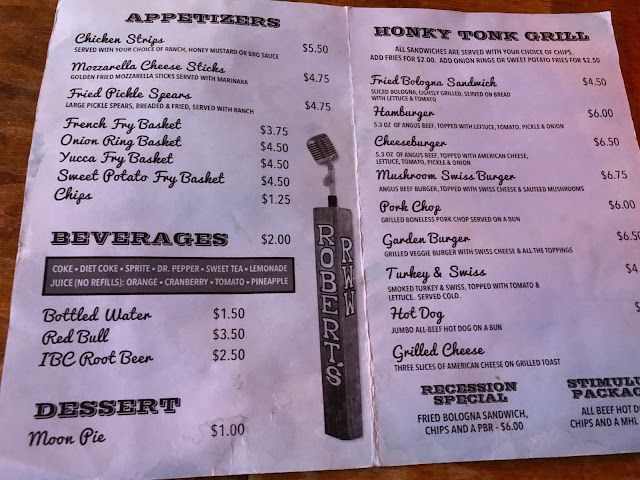 APPETIZERS
Chicken Strips $5.50
SERVED WITH YOUR CHOICE OF RANCH, HONEY MUSTARD OR BBQ SAUCE
Mozzarella Cheese Sticks $4.75
GOLDEN FRIED MOZZARELLA STICKS SERVED WITH MARINARA
Fried Pickle Spears $4.75
LARGE PICKLE SPEARS, BREADED & FRIED, SERVED WITH RANCH
French Fry Basket $3.75
Onion Ring Basket $4.50
Yucca Fry Basket $4.50
Sweet Potato Fry Basket $4.50
Chips $1.25
BEVERAGES $2.00
COKE • DIET COKE • SPRITE • DR. PEPPER • SWEET TEA • LEMONADE
JUICE (NO REFILLS): ORANGE • CRANBERRY • TOMATO • PINEAPPLE
Bottled Water $1.50
Red Bull $3.50
IBC Root Beer $2.50
DESSERT
Moon Pie $1.00
ROBERT'S
RWW
HONKY TONK GRILL
ALL SANDWICHES ARE SERVED WITH YOUR CHOICE OF CHIPS.
ADD FRIES FOR $2.00. ADD ONION RINGS OR SWEET POTATO FRIES FOR $2.50
Fried Bologna Sandwich $4.50
SLICED BOLOGNA, LIGHTLY GRILLED, SERVED ON BREAD
WITH LETTUCE & TOMATO
Hamburger $6.00
5.3 OZ OF ANGUS BEEF, TOPPED WITH LETTUCE, TOMATO, PICKLE & ONION
Cheeseburger $6.50
5.3 OZ OF ANGUS BEEF, TOPPED WITH AMERICAN CHEESE,
LETTUCE, TOMATO, PICKLE & ONION
Mushroom Swiss Burger $6.75
ANGUS BEEF BURGER, TOPPED WITH SWISS CHEESE & SAUTEED MUSHROOMS
Pork Chop $6.00
GRILLED BONELESS PORK CHOP SERVED ON A BUN
Garden Burger $6.50
GRILLED VEGGIE BURGER WITH SWISS CHEESE & ALL THE TOPPINGS
Turkey & Swiss $4.
SMOKED TURKEY & SWISS, TOPPED WITH TOMATO &
LETTUCE. SERVED COLD.
Hot Dog $
JUMBO ALL-BEEF HOT DOG ON A BUN
Grilled Cheese
THREE SLICES OF AMERICAN CHEESE ON GRILLED TOAST
RECESSION
SPECIAL
FRIED BOLOGNA SANDWICH,
CHIPS AND A PBR - $6.00
STIMULU
PACKAG
ALL BEEF HOT DO
CHIPS AND A MHL